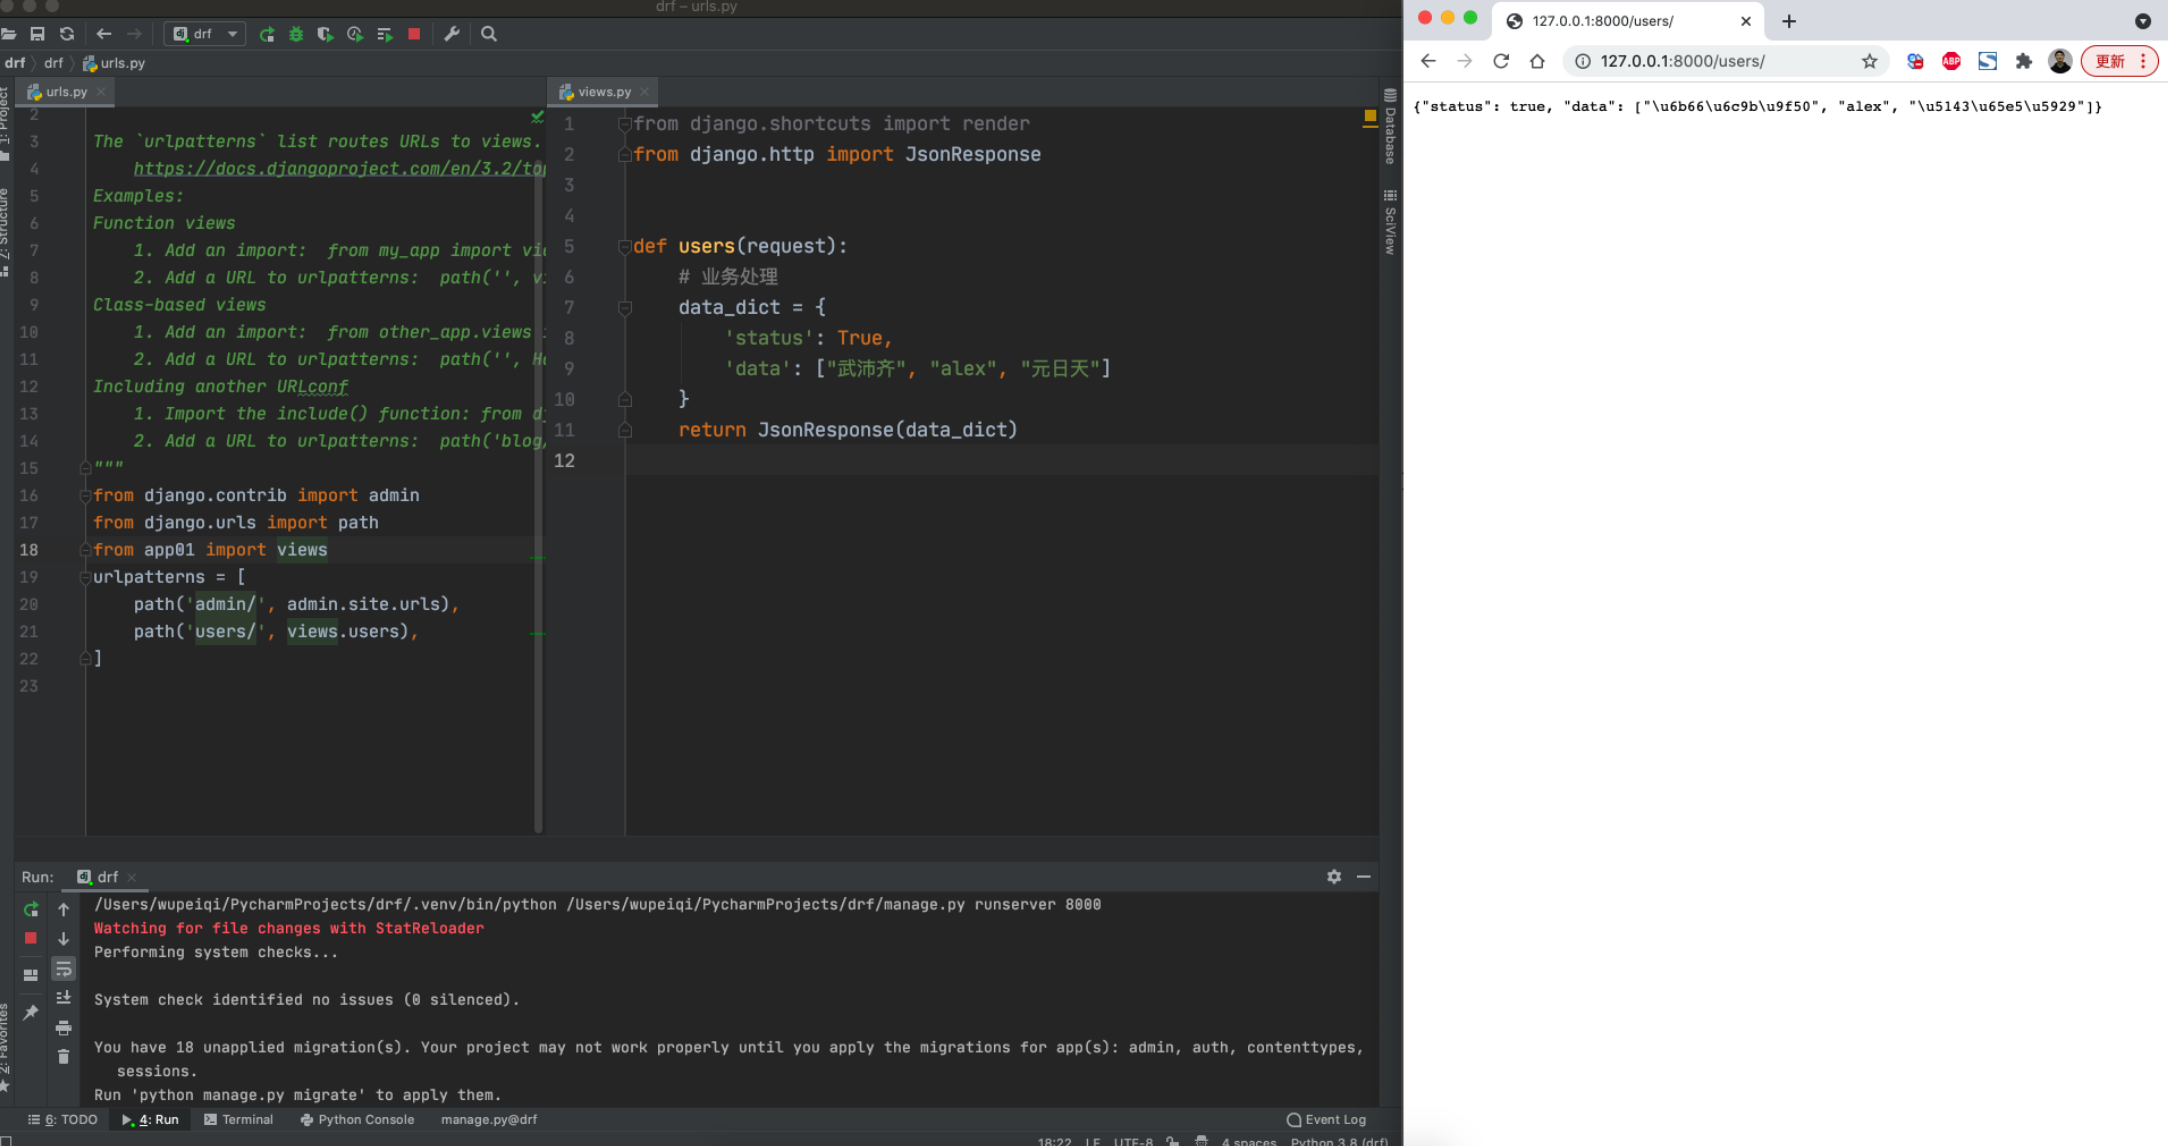 drf – urls.py
drf
drf
drf
urls.py
1: Project
7: Structure
2: Favorites
urls.py
2
3 The `urlpatterns` list routes URLs to views.
4 https://docs.djangoproject.com/en/3.2/to
5 Examples:
6 Function views
7 1. Add an import:  from my_app import vi
8 2. Add a URL to urlpatterns:  path('', v
9 Class-based views
10 1. Add an import:  from other_app.views
11 2. Add a URL to urlpatterns:  path('', H
12 Including another URLconf
13 1. Import the include() function: from d
14 2. Add a URL to urlpatterns:  path('blog/
15 """
16 from django.contrib import admin
17 from django.urls import path
18 from app01 import views
19 urlpatterns = [
20 path('admin/', admin.site.urls),
21 path('users/', views.users),
22 ]
23
views.py
1 from django.shortcuts import render
2 from django.http import JsonResponse
3
4
5 def users(request):
6 # 业务处理
7 data_dict = {
8 'status': True,
9 'data': ["武沛齐", "alex", "元日天"]
10 }
11 return JsonResponse(data_dict)
12
Database
SciView
Run: drf
/Users/wupeiqi/PycharmProjects/drf/.venv/bin/python /Users/wupeiqi/PycharmProjects/drf/manage.py runserver 8000
Watching for file changes with StatReloader
Performing system checks...
System check identified no issues (0 silenced).
You have 18 unapplied migration(s). Your project may not work properly until you apply the migrations for app(s): admin, auth, contenttypes,
sessions.
Run 'python manage.py migrate' to apply them.
6: TODO
4: Run
Terminal
Python Console
manage.py@drf
Event Log
18:22 LF UTF-8 4 spaces Python 3.8 (drf)
127.0.0.1:8000/users/
127.0.0.1:8000/users/
ABP
更新
{"status": true, "data": ["\u6b66\u6c9b\u9f50", "alex", "\u5143\u65e5\u5929"]}